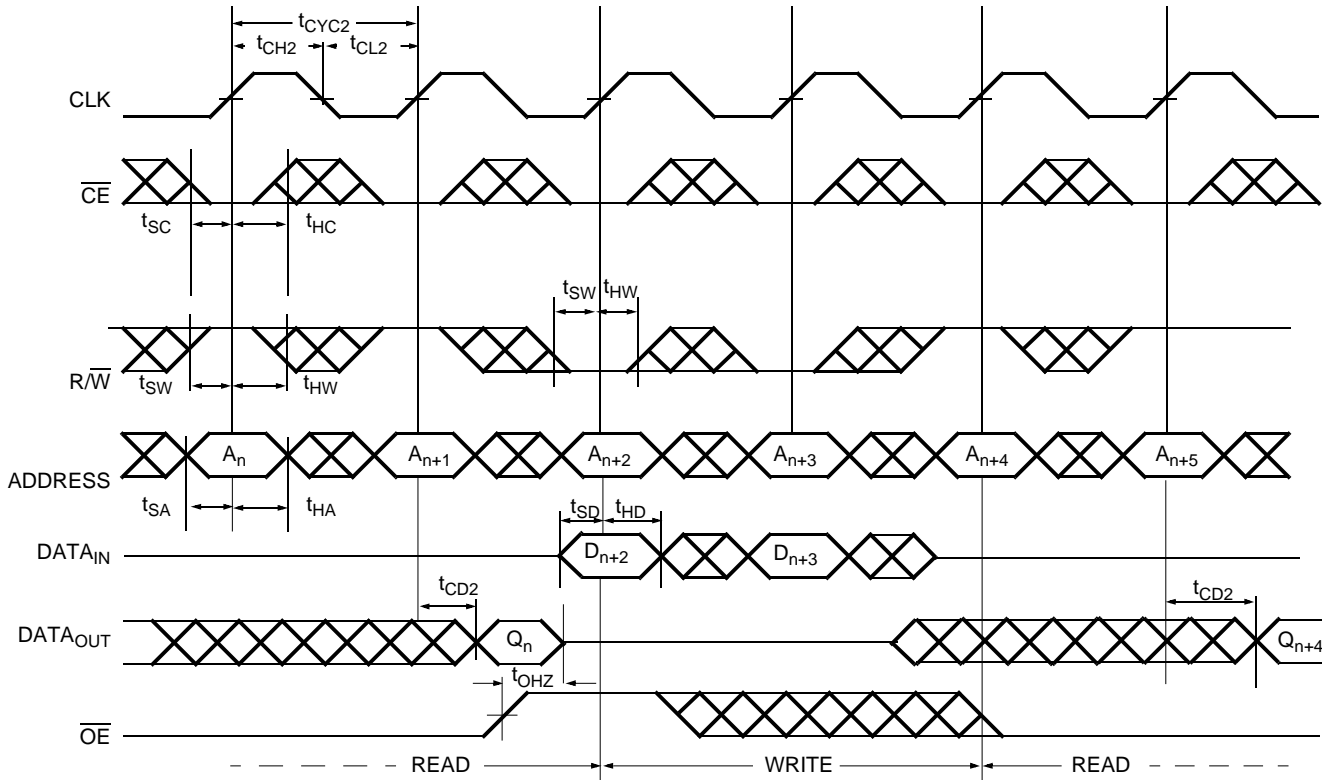 tCYC2
tCH2 tCL2
CLK
CE
tSC tHC
tSW tHW
R/W
tSW tHW
An An+1 An+2 An+3 An+4 An+5
ADDRESS
tSA tHA
tSD tHD
DATAIN Dn+2 Dn+3
tCD2 tCD2
DATAOUT Qn Qn+4
tOHZ
OE
READ WRITE READ